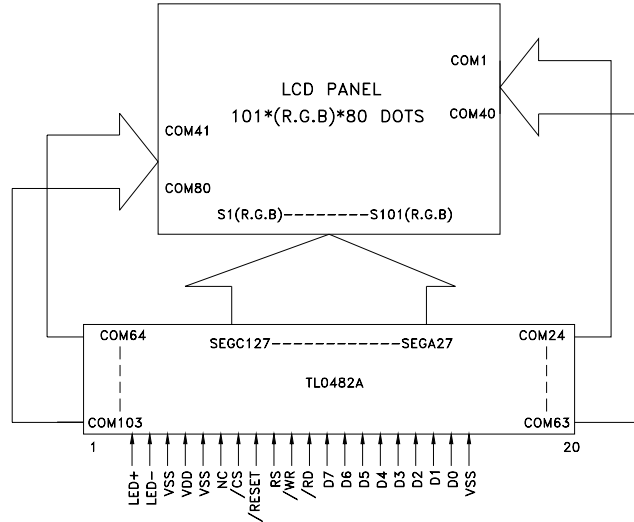 COM1
LCD PANEL
101*(R.G.B)*80 DOTS
COM40
COM41
COM80
S1(R.G.B)---------S101(R.G.B)
COM64
SEGC127-------------SEGA27
COM24
TL0482A
COM103
COM63
1
20
LED+
LED-
VSS
VDD
VSS
NC
/CS
/RESET
RS
/WR
/RD
D7
D6
D5
D4
D3
D2
D1
D0
VSS